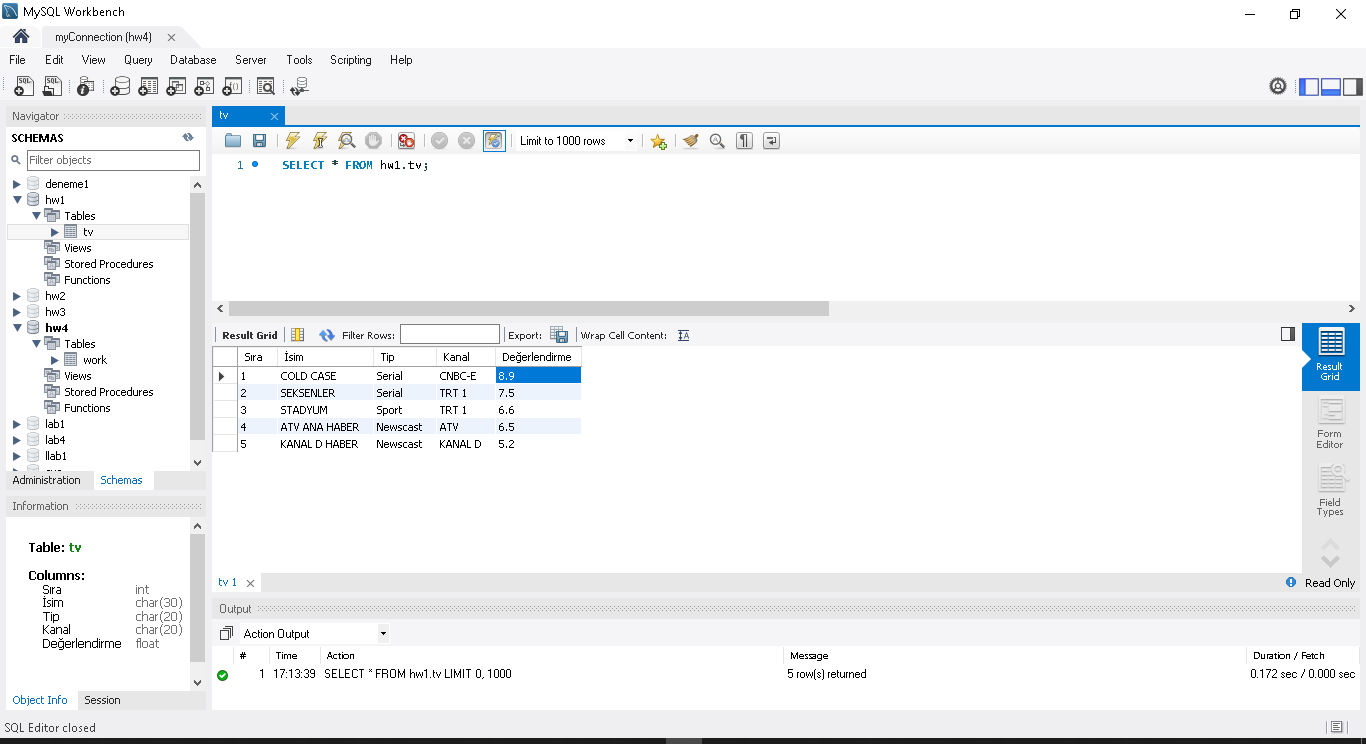 MySQL Workbench
myConnection (hw4)
File Edit View Query Database Server Tools Scripting Help
Navigator
SCHEMAS
Filter objects
deneme1
hw1
Tables
tv
Views
Stored Procedures
Functions
hw2
hw3
hw4
Tables
work
Views
Stored Procedures
Functions
lab1
lab4
llab1
Administration Schemas
Information
Table: tv
Columns:
Sıra int
İsim char(30)
Tip char(20)
Kanal char(20)
Değerlendirme float
Object Info Session
SQL Editor closed
tv
Limit to 1000 rows
1 SELECT * FROM hw1.tv;
Result Grid Filter Rows: Export: Wrap Cell Content:
Sıra İsim Tip Kanal Değerlendirme
1 COLD CASE Serial CNBC-E 8.9
2 SEKSENLER Serial TRT 1 7.5
3 STADYUM Sport TRT 1 6.6
4 ATV ANA HABER Newscast ATV 6.5
5 KANAL D HABER Newscast KANAL D 5.2
Result
Grid
Form
Editor
Field
Types
tv 1
Read Only
Output
Action Output
# Time Action Message Duration / Fetch
1 17:13:39 SELECT * FROM hw1.tv LIMIT 0, 1000 5 row(s) returned 0.172 sec / 0.000 sec